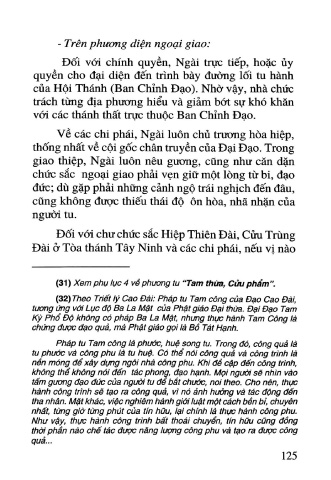 - Trên phương diện ngoại giao:
Đối với chính quyền, Ngài trực tiếp, hoặc ủy
quyền cho đại diện đến trình bày đường lối tu hành
của Hội Thánh (Ban Chỉnh Đạo). Nhờ vậy, nhà chức
trách từng địa phương hiểu và giảm bớt sự khó khăn
với các thánh thất trực thuộc Ban Chỉnh Đạo.
Về các chi phái, Ngài luôn chủ trương hòa hiệp,
thống nhất về cội gốc chân truyền của Đại Đạo. Trong
giao thiệp, Ngài luôn nêu gương, cũng như căn dặn
chức sắc ngoại giao phải vẹn giữ một lòng từ bi, đạo
đức; dù gặp phải những cảnh ngộ trái nghịch đến đâu,
cũng không được thiếu thái độ ôn hòa, nhã nhặn của
người tu.
Đối với chư chức sắc Hiệp Thiên Đài, Cửu Trùng
Đài ở Tòa thánh Tây Ninh và các chi phái, nếu vị nào
(31) Xem phụ lục 4 về phương tu "Tam thừa, Cửu phẩm".
(32)Theo Triết lý Cao Đài: Pháp tu Tam công của Đạo Cao Đài,
tương ứng với Lục độ Ba La Mật của Phật giáo Đại thừa. Đại Đạo Tam
Kỳ Phổ Độ không có pháp Ba La Mật, nhưng thực hành Tam Công là
chứng được đạo quả, mà Phật giáo gọi là Bồ Tát Hạnh.
Pháp tu Tam công là phước, huệ song tu. Trong đó, công quả là
tu phước và công phu là tu huệ. Có thể nói công quả và công trình là
nền móng để xây dựng ngôi nhà công phu. Khi đề cập đến công trình,
không thể không nói đến tác phong, đạo hạnh. Mọi người sẽ nhìn vào
tấm gương đạo đức của người tu để bắt chước, noi theo. Cho nên, thực
hành công trình sẽ tạo ra công quả, vì nó ảnh hưởng và tác động đến
tha nhân. Mặt khác, việc nghiêm hành giới luật một cách bền bỉ, chuyên
nhất, từng giờ từng phút của tín hữu, lại chính là thực hành công phu.
Như vậy, thực hành công trình bất thoái chuyển, tín hữu cũng đồng
thời phần nào chế tác được năng lượng công phu và tạo ra được công
quả...
125